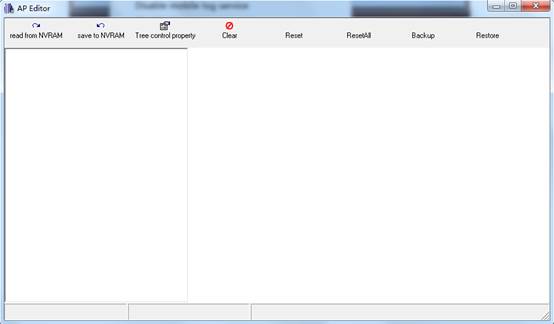 Disable mobile log service
AP Editor
read from NVRAM save to NVRAM Tree control property Clear Reset ResetAll Backup Restore